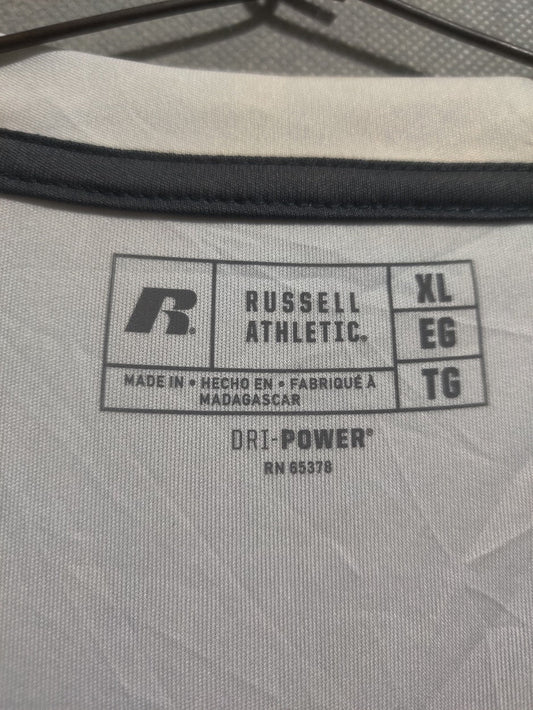 R®
RUSSELL
ATHLETIC®
XL
EG
TG
MADE IN • HECHO EN • FABRIQUÉ À
MADAGASCAR
DRI-POWER®
RN 65378